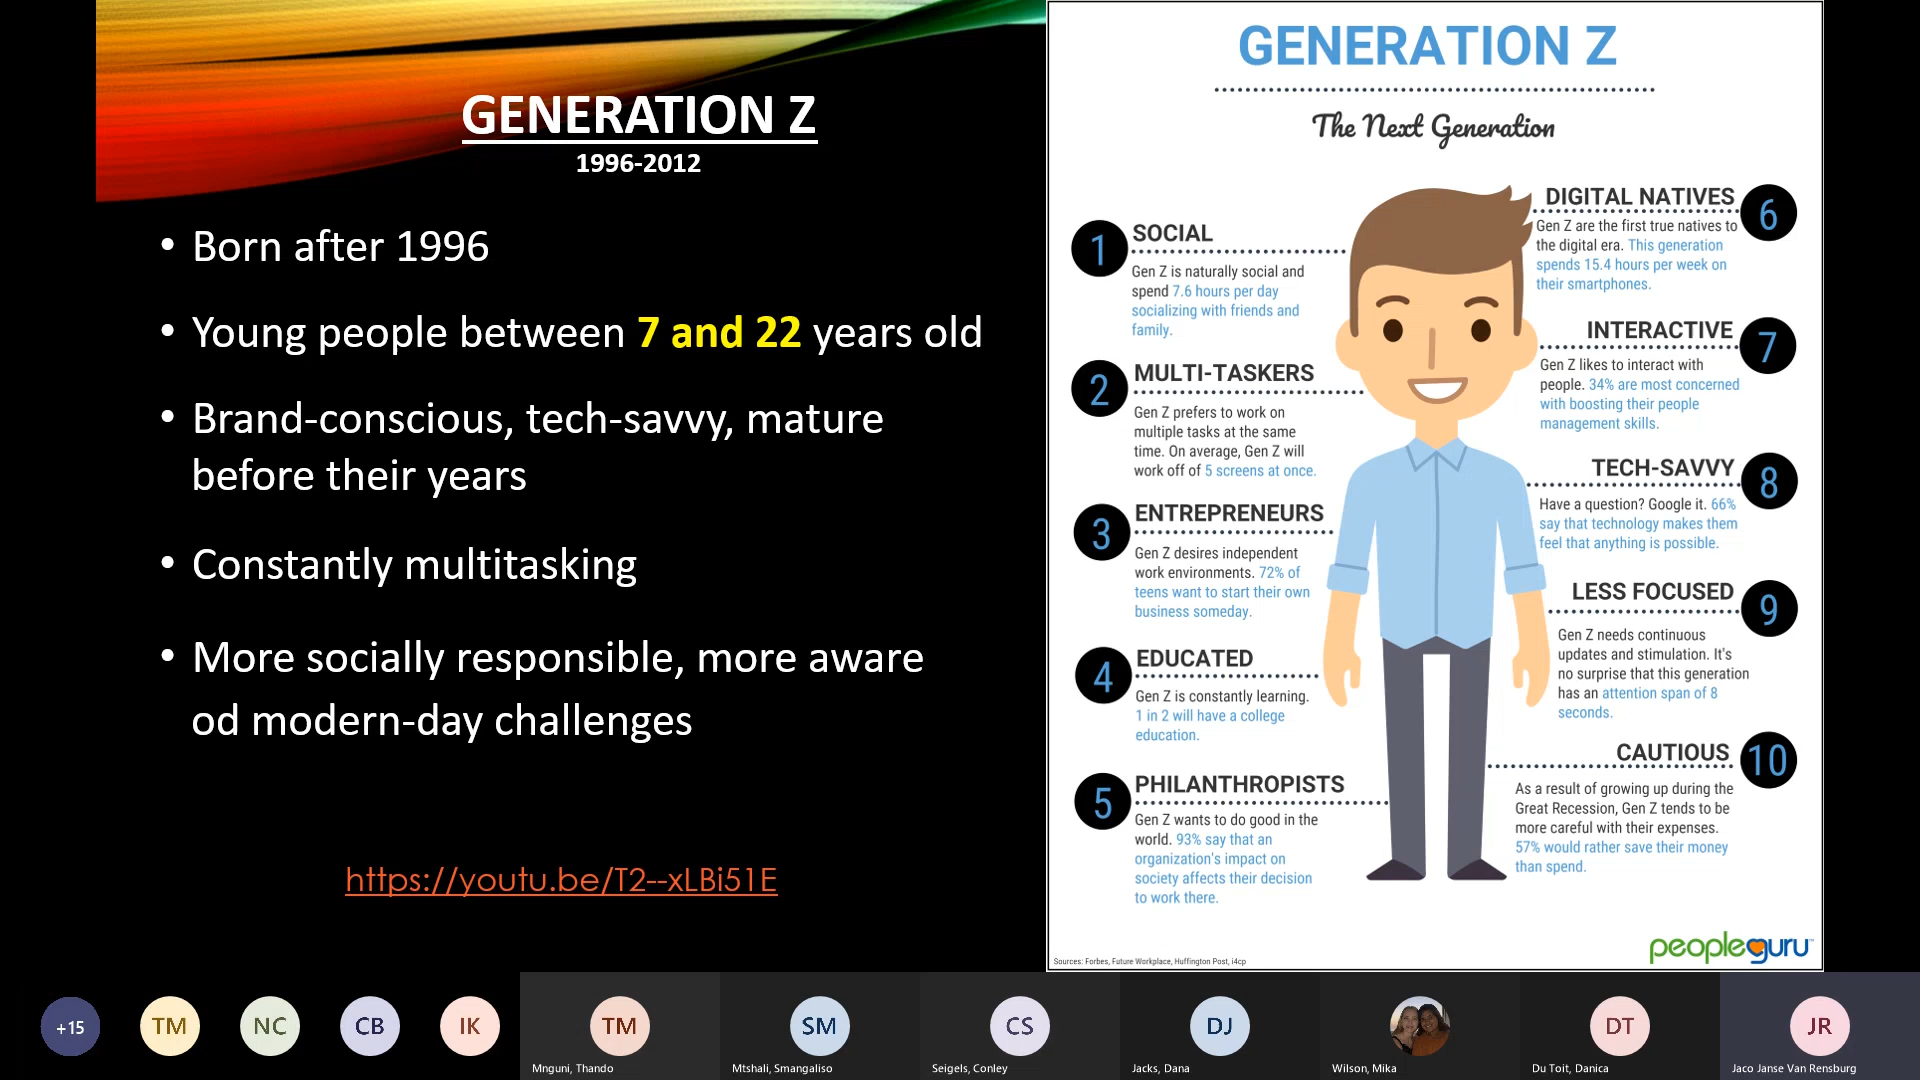 GENERATION Z
1996-2012
• Born after 1996
• Young people between 7 and 22 years old
• Brand-conscious, tech-savvy, mature
before their years
• Constantly multitasking
• More socially responsible, more aware
od modern-day challenges
https://youtu.be/T2--xLBi51E
GENERATION Z
The Next Generation
1
SOCIAL
Gen Z is naturally social and
spend 7.6 hours per day
socializing with friends and
family.
2
MULTI-TASKERS
Gen Z prefers to work on
multiple tasks at the same
time. On average, Gen Z will
work off of 5 screens at once.
3
ENTREPRENEURS
Gen Z desires independent
work environments. 72% of
teens want to start their own
business someday.
4
EDUCATED
Gen Z is constantly learning.
1 in 2 will have a college
education.
5
PHILANTHROPISTS
Gen Z wants to do good in the
world. 93% say that an
organization's impact on
society affects their decision
to work there.
DIGITAL NATIVES
6
Gen Z are the first true natives to
the digital era. This generation
spends 15.4 hours per week on
their smartphones.
INTERACTIVE
7
Gen Z likes to interact with
people. 34% are most concerned
with boosting their people
management skills.
TECH-SAVVY
8
Have a question? Google it. 66%
say that technology makes them
feel that anything is possible.
LESS FOCUSED
9
Gen Z needs continuous
updates and stimulation. It's
no surprise that this generation
has an attention span of 8
seconds.
CAUTIOUS
10
As a result of growing up during the
Great Recession, Gen Z tends to be
more careful with their expenses.
57% would rather save their money
than spend.
peopleguru
Sources: Forbes, Future Workplace, Huffington Post, i4cp
+15
TM
NC
CB
IK
TM
Mnguni, Thando
SM
Mtshali, Smangaliso
CS
Seigels, Conley
DJ
Jacks, Dana
Wilson, Mika
DT
Du Toit, Danica
JR
Jaco Janse Van Rensburg